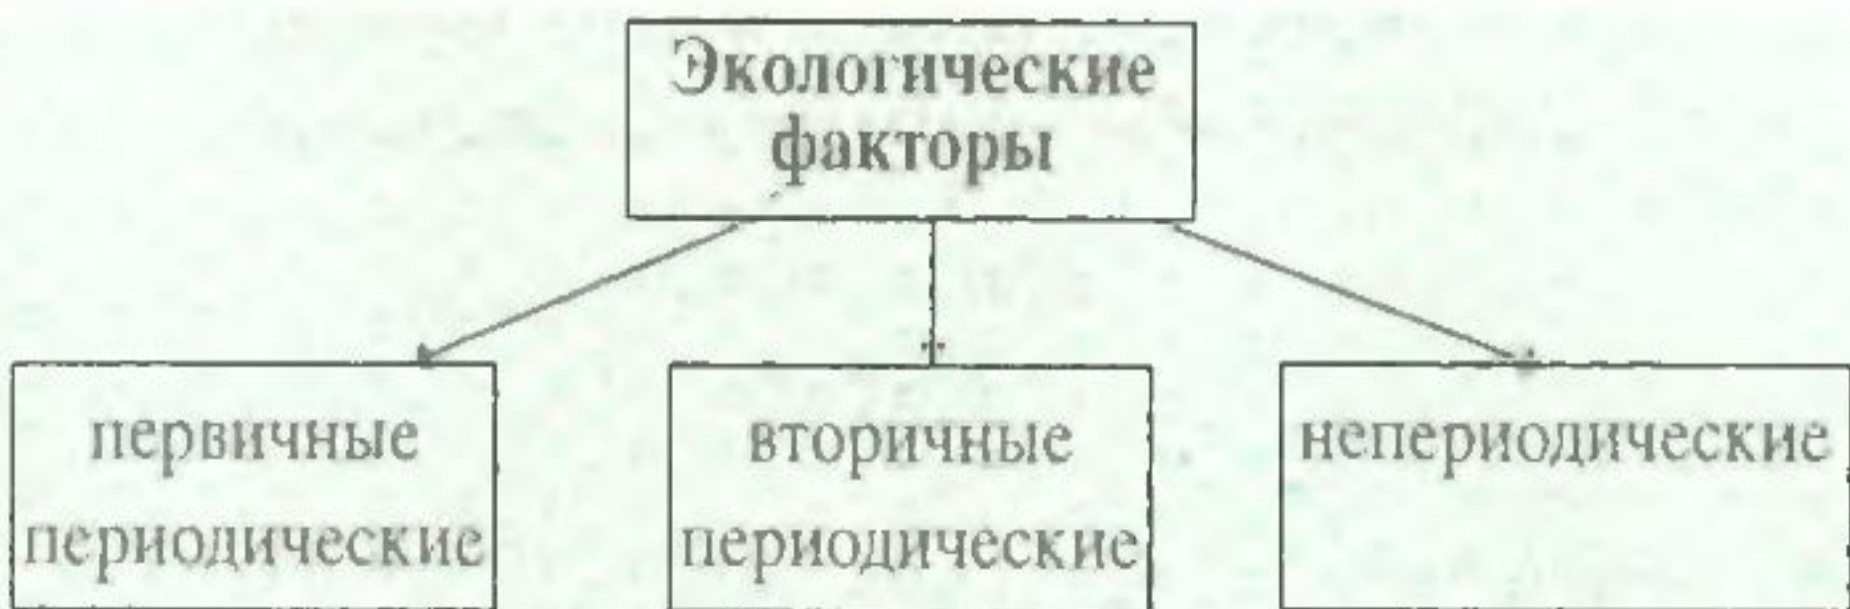 Экологические
факторы
первичные
периодические
вторичные
периодические
непериодические